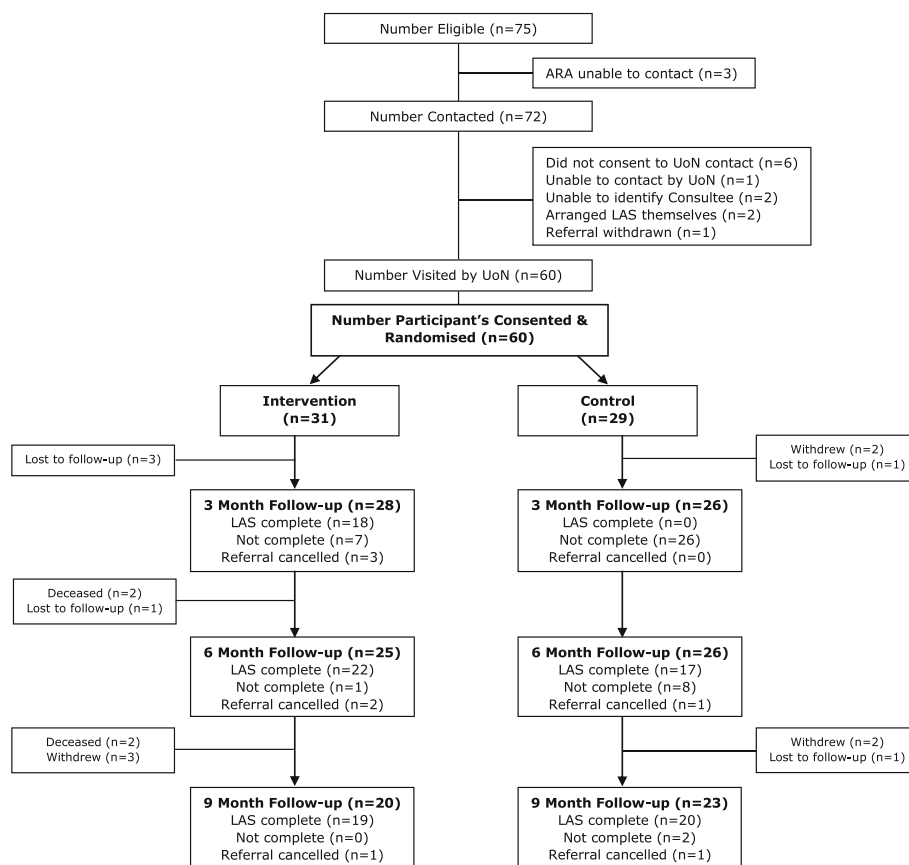 Number Eligible (n=75)
ARA unable to contact (n=3)
Number Contacted (n=72)
Did not consent to UoN contact (n=6)
Unable to contact by UoN (n=1)
Unable to identify Consultee (n=2)
Arranged LAS themselves (n=2)
Referral withdrawn (n=1)
Number Visited by UoN (n=60)
Number Participant's Consented &
Randomised (n=60)
Intervention
(n=31)
Control
(n=29)
Lost to follow-up (n=3)
Withdrew (n=2)
Lost to follow-up (n=1)
3 Month Follow-up (n=28)
LAS complete (n=18)
Not complete (n=7)
Referral cancelled (n=3)
3 Month Follow-up (n=26)
LAS complete (n=0)
Not complete (n=26)
Referral cancelled (n=0)
Deceased (n=2)
Lost to follow-up (n=1)
6 Month Follow-up (n=25)
LAS complete (n=22)
Not complete (n=1)
Referral cancelled (n=2)
6 Month Follow-up (n=26)
LAS complete (n=17)
Not complete (n=8)
Referral cancelled (n=1)
Deceased (n=2)
Withdrew (n=3)
Withdrew (n=2)
Lost to follow-up (n=1)
9 Month Follow-up (n=20)
LAS complete (n=19)
Not complete (n=0)
Referral cancelled (n=1)
9 Month Follow-up (n=23)
LAS complete (n=20)
Not complete (n=2)
Referral cancelled (n=1)